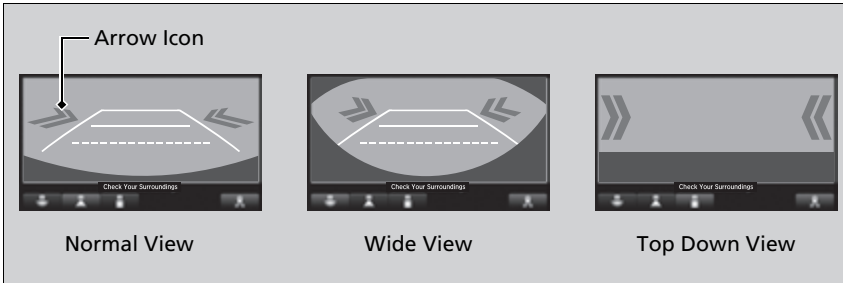 Arrow Icon
Check Your Surroundings
Check Your Surroundings
Check Your Surroundings
Normal View
Wide View
Top Down View